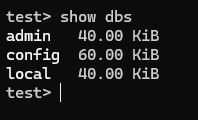 test> show dbs
admin   40.00 KiB
config  60.00 KiB
local   40.00 KiB
test>